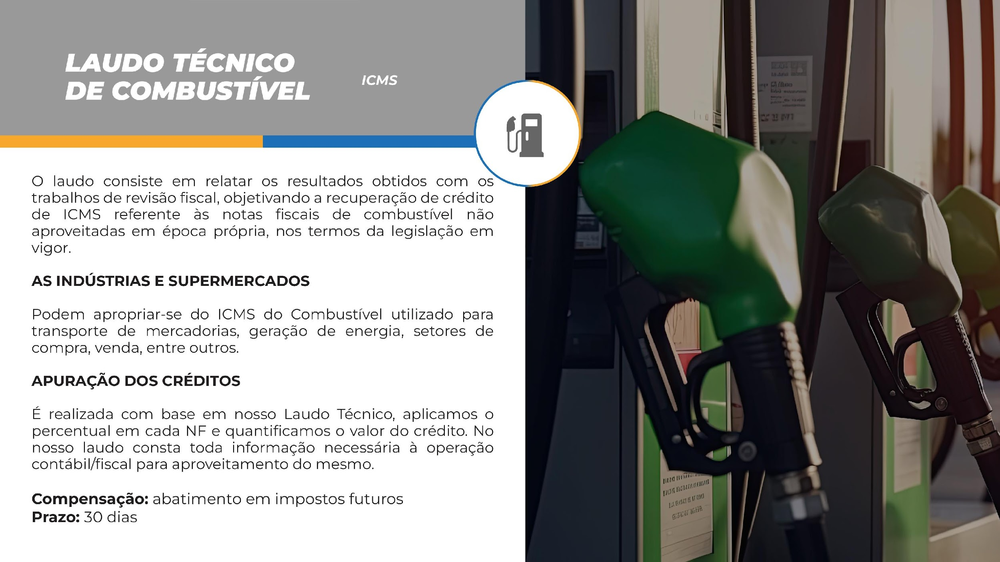 LAUDO TÉCNICO
DE COMBUSTÍVEL
ICMS
O laudo consiste em relatar os resultados obtidos com os
trabalhos de revisão fiscal, objetivando a recuperação de crédito
de ICMS referente às notas fiscais de combustível não
aproveitadas em época própria, nos termos da legislação em
vigor.
AS INDÚSTRIAS E SUPERMERCADOS
Podem apropriar-se do ICMS do Combustível utilizado para
transporte de mercadorias, geração de energia, setores de
compra, venda, entre outros.
APURAÇÃO DOS CRÉDITOS
É realizada com base em nosso Laudo Técnico, aplicamos o
percentual em cada NF e quantificamos o valor do crédito. No
nosso laudo consta toda informação necessária à operação
contábil/fiscal para aproveitamento do mesmo.
Compensação: abatimento em impostos futuros
Prazo: 30 dias